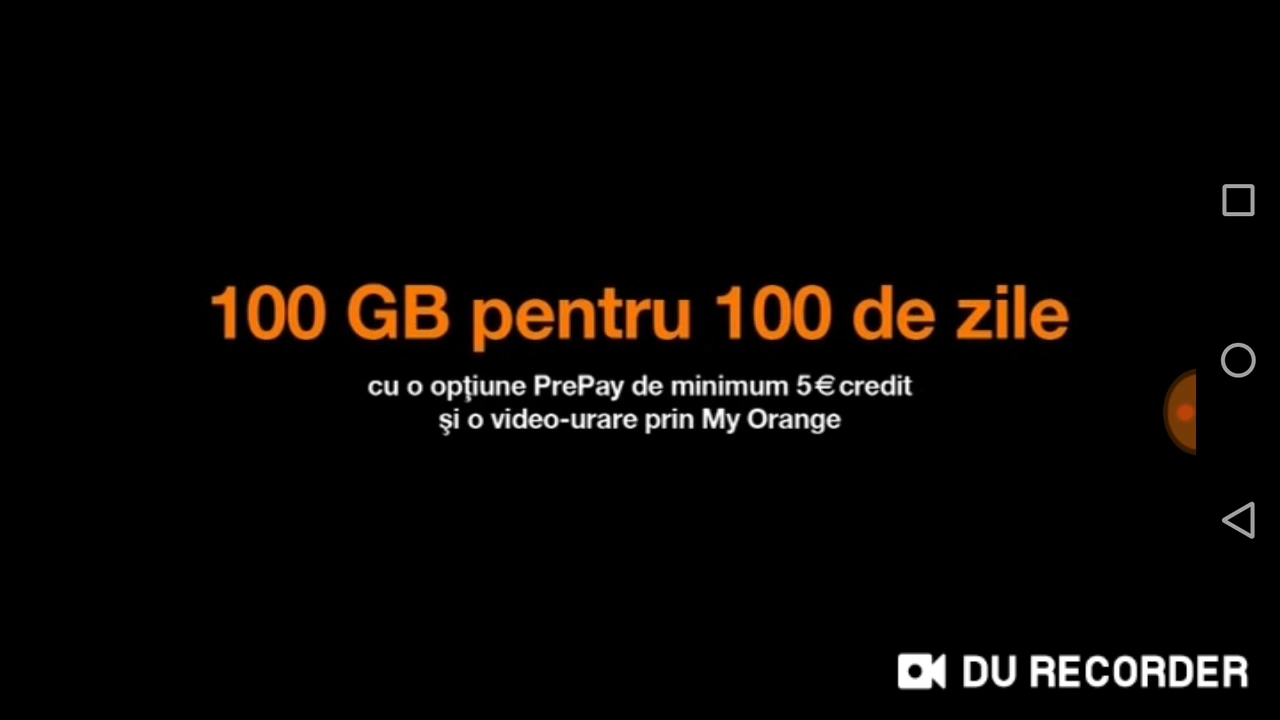 100 GB pentru 100 de zile
cu o opţiune PrePay de minimum 5€ credit
şi o video-urare prin My Orange
DU RECORDER